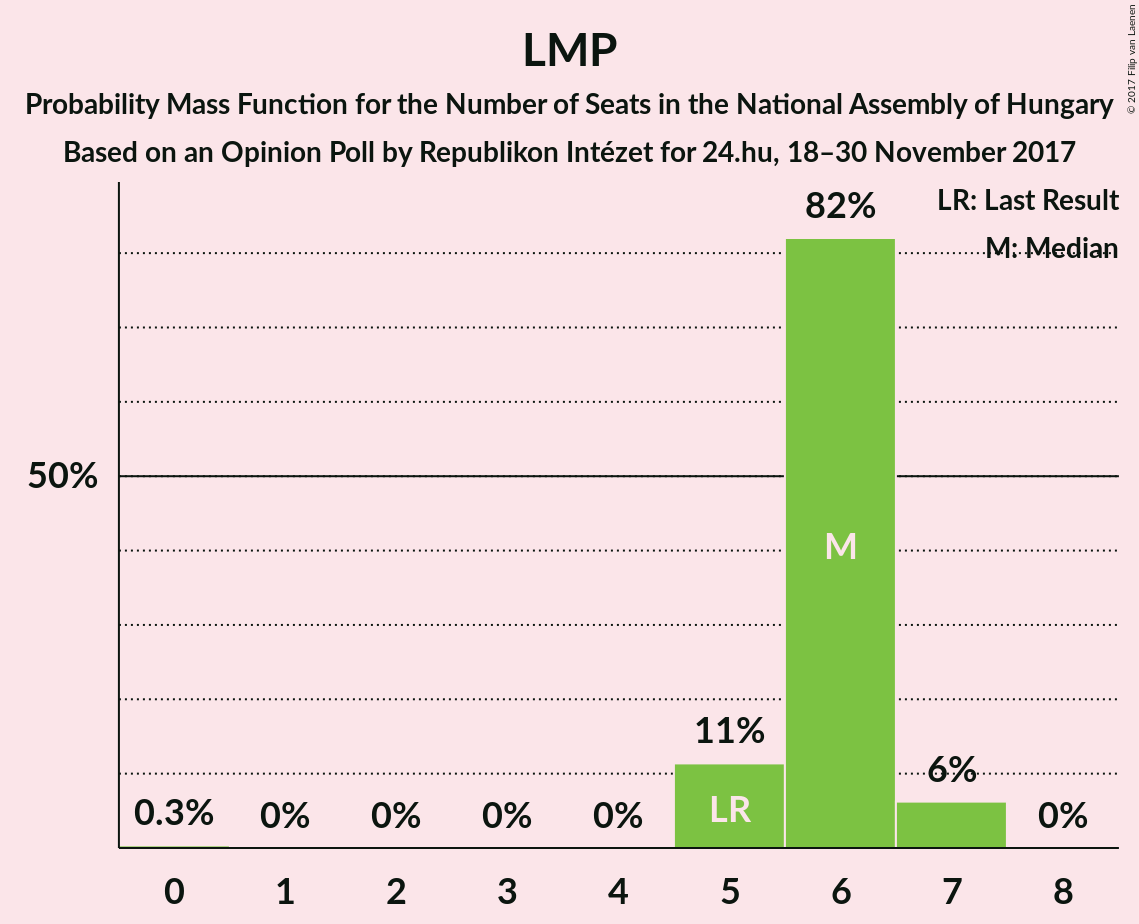 LMP
Probability Mass Function for the Number of Seats in the National Assembly of Hungary
Based on an Opinion Poll by Republikon Intézet for 24.hu, 18–30 November 2017
© 2017 Filip van Laenen
LR: Last Result
M: Median
50%
0.3%
0%
0%
0%
0%
11%
82%
6%
0%
LR
M
0 1 2 3 4 5 6 7 8